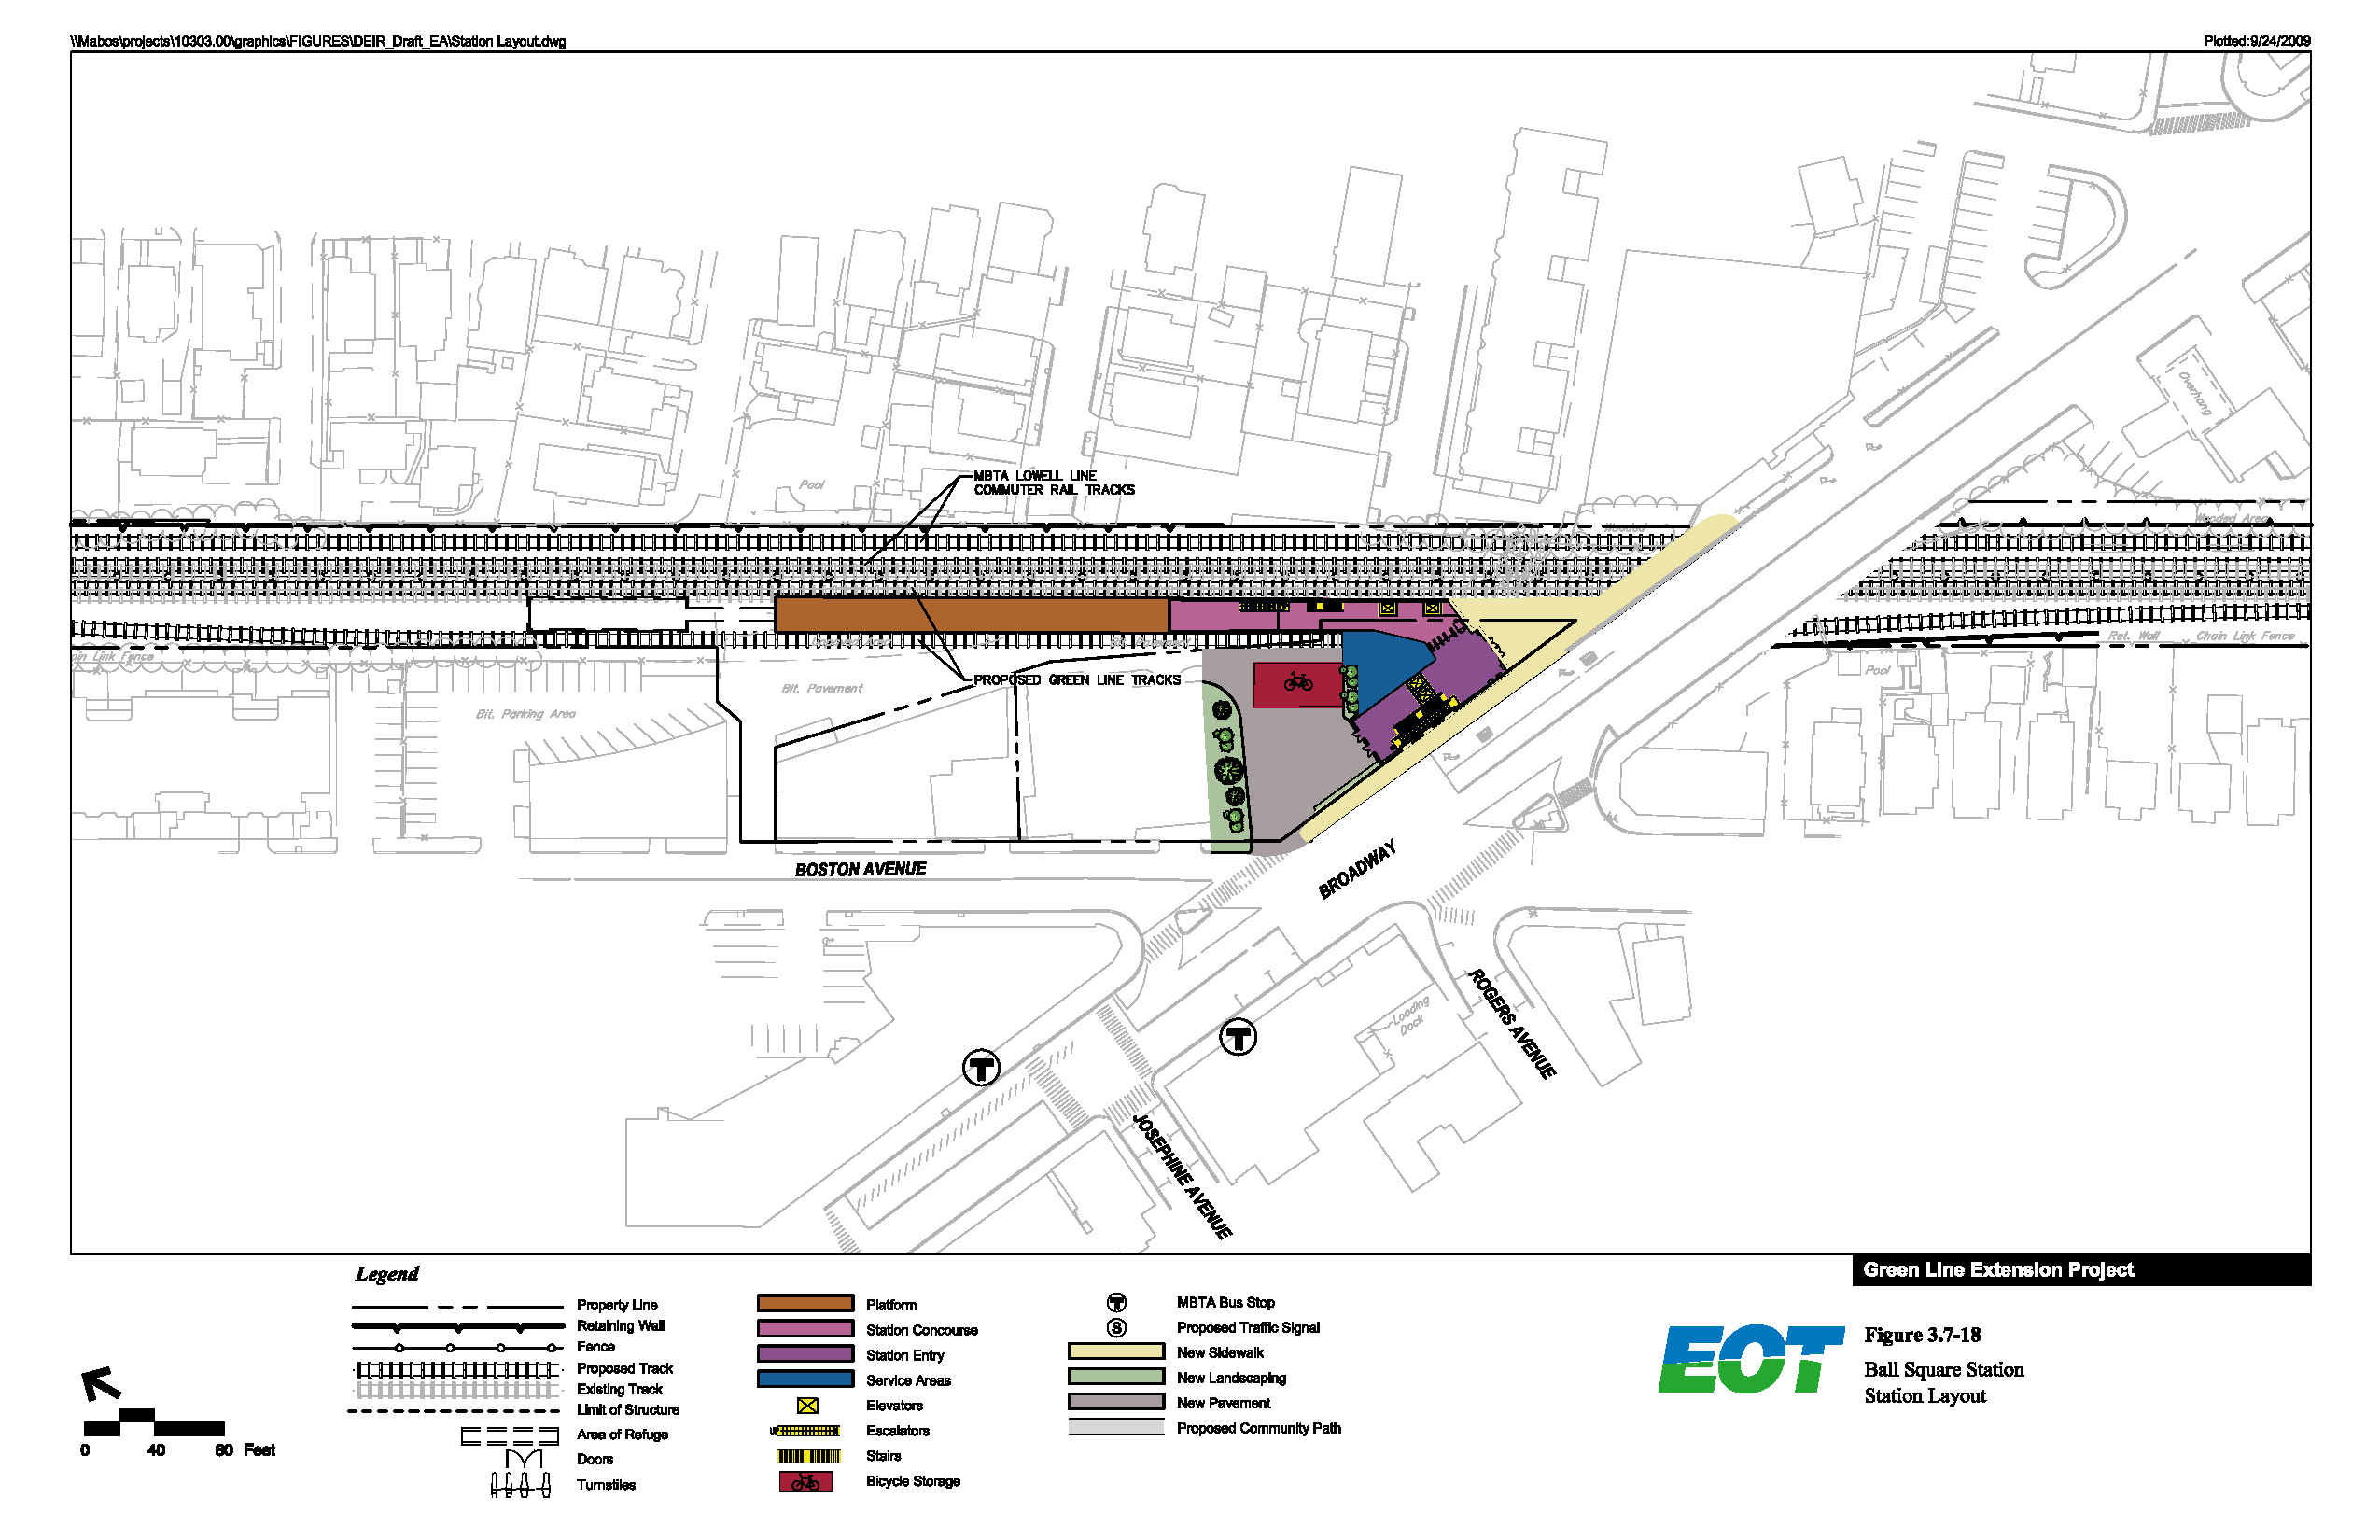 \\Mabos\projects\10303.00\graphics\FIGURES\DEIR_Draft_EA\Station Layout.dwg
Plotted:9/24/2009
Overhang
MBTA LOWELL LINE
COMMUTER RAIL TRACKS
Pool
Wooded
Wooded Area
Ret. Wall
Chain Link Fence
Chain Link Fence
Pool
PROPOSED GREEN LINE TRACKS
Bit. Pavement
Bit. Parking Area
BOSTON AVENUE
BROADWAY
ROGERS AVENUE
Loading
Dock
T
T
JOSEPHINE AVENUE
Legend
Property Line
Retaining Wall
Fence
Proposed Track
Existing Track
Limit of Structure
Area of Refuge
Doors
Turnstiles
Platform
Station Concourse
Station Entry
Service Areas
Elevators
UP
Escalators
Stairs
Bicycle Storage
T
MBTA Bus Stop
S
Proposed Traffic Signal
New Sidewalk
New Landscaping
New Pavement
Proposed Community Path
0 40 80 Feet
Green Line Extension Project
EOT
Figure 3.7-18
Ball Square Station
Station Layout